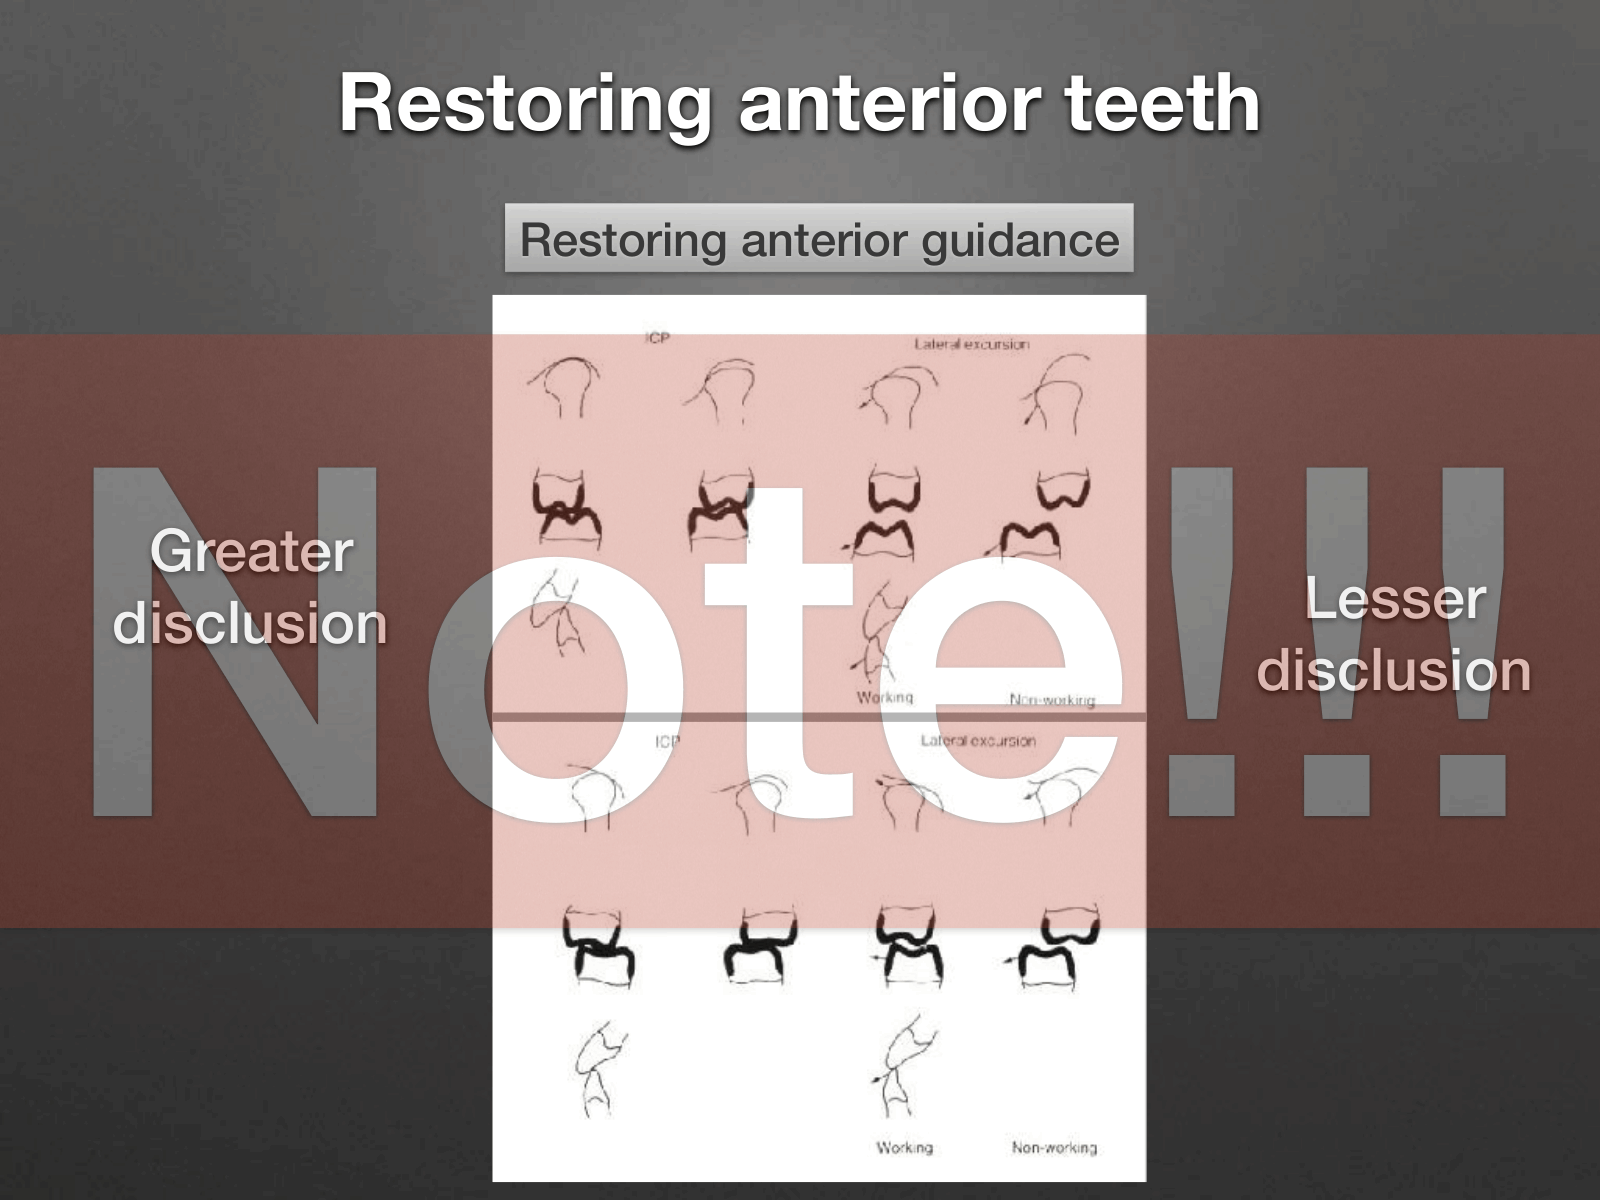 Restoring anterior teeth
Restoring anterior guidance
ICP
Lateral excursion
Note!!!
Greater
disclusion
Lesser
disclusion
Working
Non-working
ICP
Lateral excursion
Working
Non-working